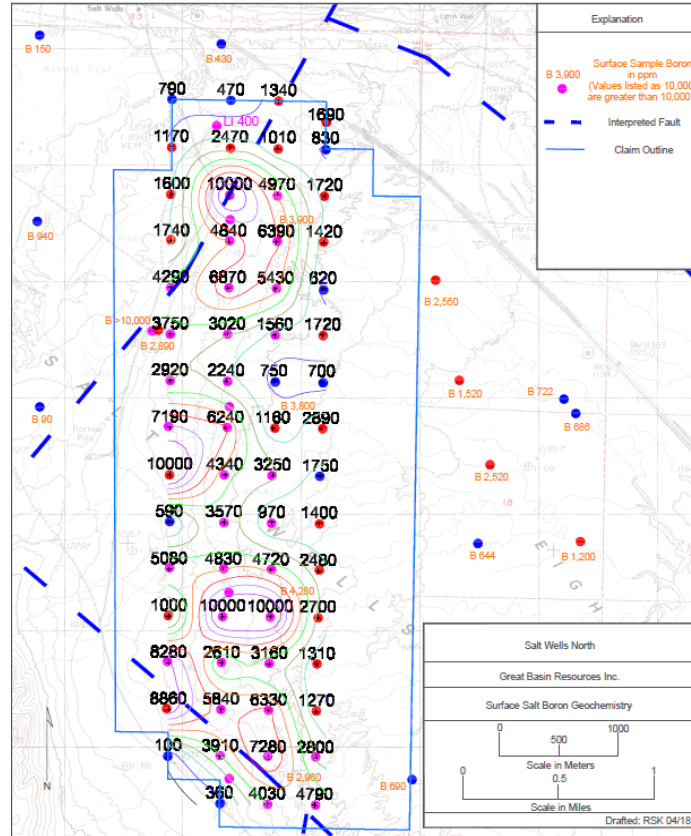 Salt Wells
B 150
B 430
Explanation
B 3,900
Surface Sample Boron
in ppm
(Values listed as 10,000
are greater than 10,000)
Interpreted Fault
Claim Outline
790 470 1340
Li 400
1690
1170 2470 1010 830
1600 10000 4970 1720
B 940
B 3,900
1740 4840 6390 1420
4290 6870 5430 620
B 2,550
B >10,000
3750 3020 1560 1720
B 2,890
2920 2240 750 700
B 1,520
B 722
B 90
B 3,800
B 686
7190 6240 1160 2890
10000 4340 3250 1750
B 2,520
590 3570 970 1400
B 644
B 1,200
5080 4830 4720 2480
B 4,260
1000 10000 10000 2700
8280 2610 3160 1310
8860 5840 6330 1270
100 3910 7280 2800
B 2,960
B 690
360 4030 4790
S A L T
W E L L S
E I G H
N
Salt Wells North
Great Basin Resources Inc.
Surface Salt Boron Geochemistry
0 500 1000
Scale in Meters
0 0.5 1
Scale in Miles
Drafted: RSK 04/18